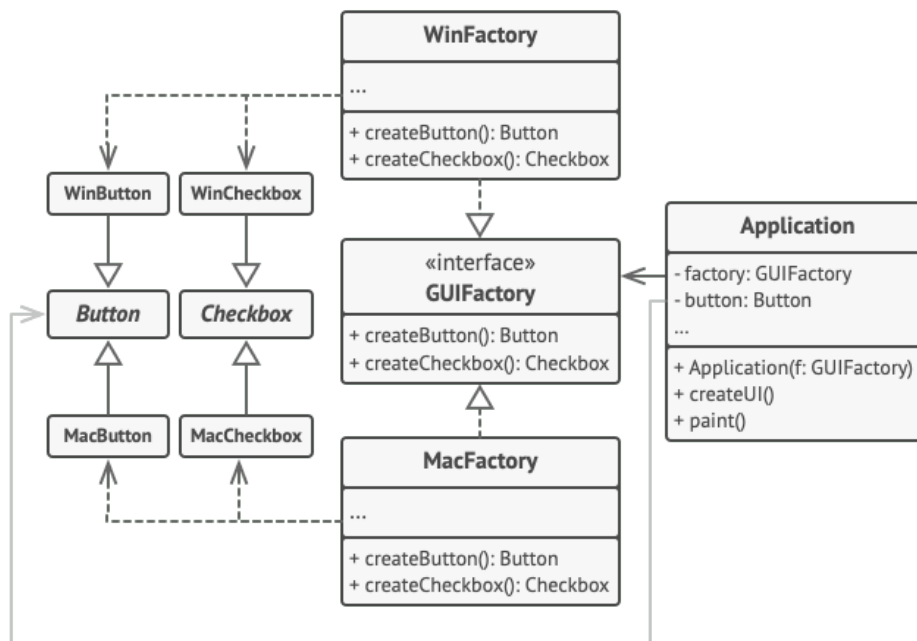 WinFactory
...
+ createButton(): Button
+ createCheckbox(): Checkbox
WinButton
WinCheckbox
Button
Checkbox
MacButton
MacCheckbox
«interface»
GUIFactory
+ createButton(): Button
+ createCheckbox(): Checkbox
Application
- factory: GUIFactory
- button: Button
...
+ Application(f: GUIFactory)
+ createUI()
+ paint()
MacFactory
...
+ createButton(): Button
+ createCheckbox(): Checkbox